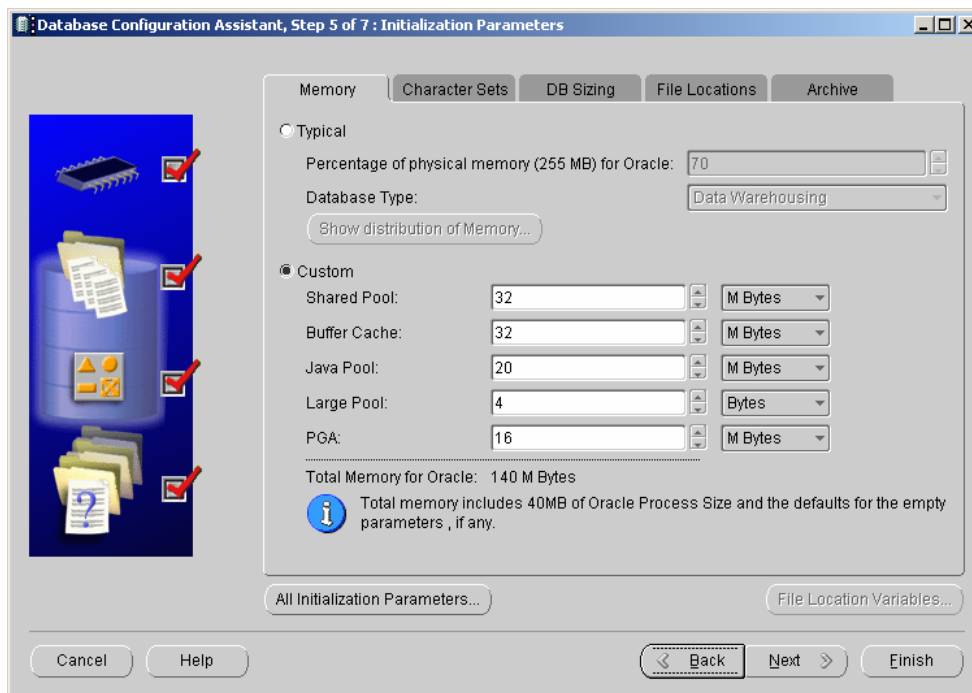 Database Configuration Assistant, Step 5 of 7 : Initialization Parameters
Memory Character Sets DB Sizing File Locations Archive
Typical
Percentage of physical memory (255 MB) for Oracle: 70
Database Type: Data Warehousing
Show distribution of Memory...
Custom
Shared Pool: 32 M Bytes
Buffer Cache: 32 M Bytes
Java Pool: 20 M Bytes
Large Pool: 4 Bytes
PGA: 16 M Bytes
Total Memory for Oracle: 140 M Bytes
Total memory includes 40MB of Oracle Process Size and the defaults for the empty
parameters , if any.
All Initialization Parameters... File Location Variables...
Cancel Help Back Next Finish